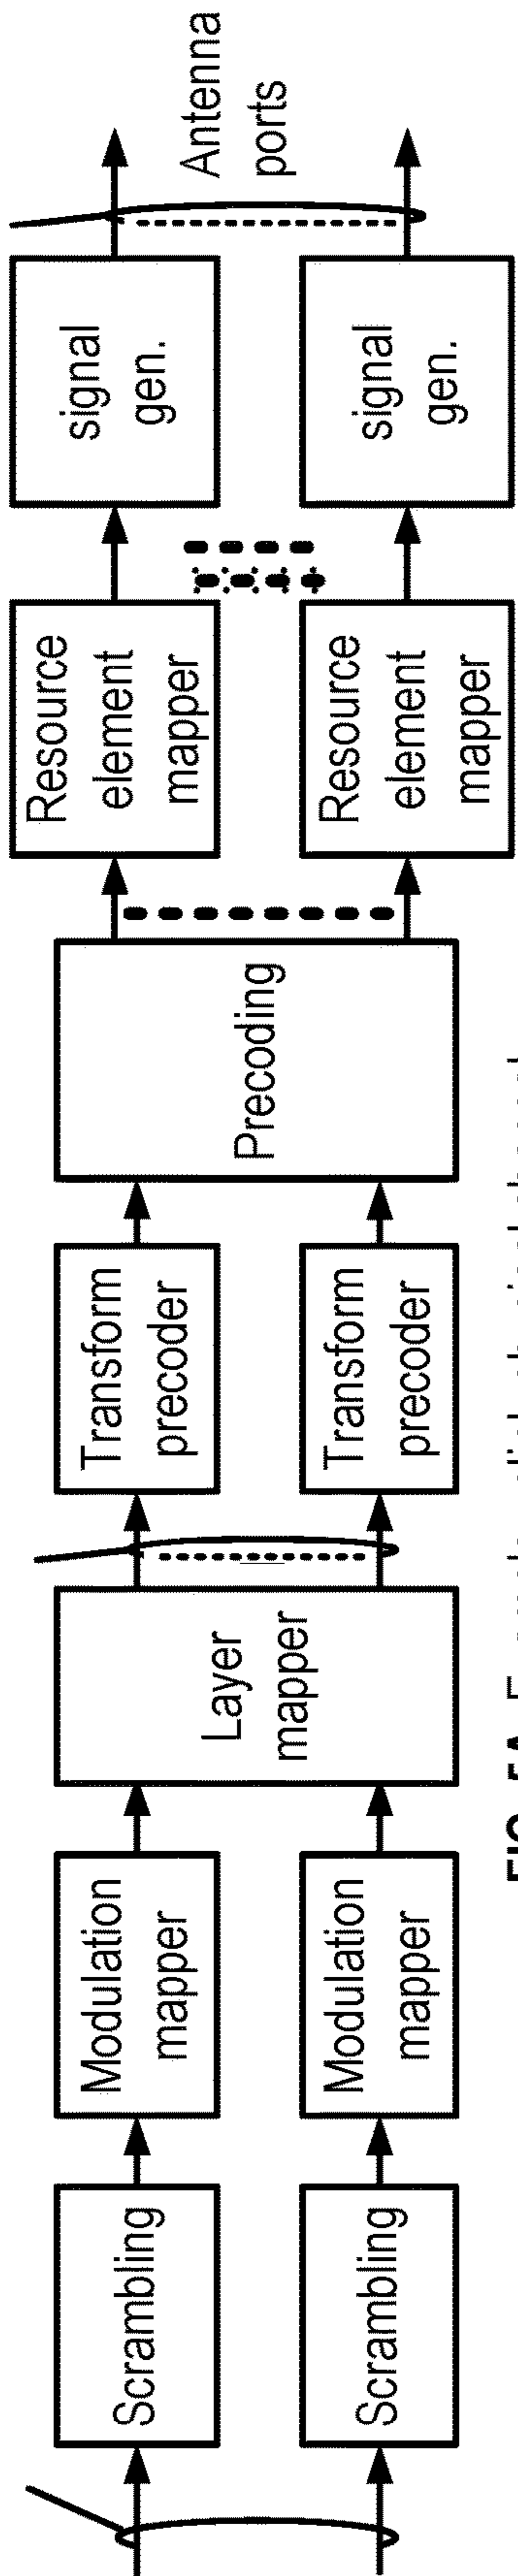 Scrambling
Scrambling
Modulation
mapper
Modulation
mapper
Layer
mapper
Transform
precoder
Transform
precoder
Precoding
Resource
element
mapper
Resource
element
mapper
signal
gen.
signal
gen.
Antenna
ports